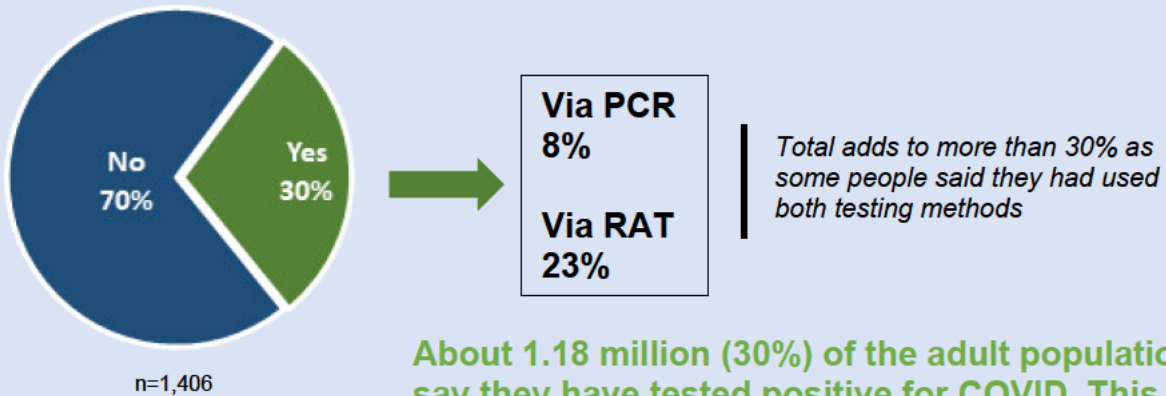 No
70%
Yes
30%
n=1,406
Via PCR
8%
Via RAT
23%
Total adds to more than 30% as
some people said they had used
both testing methods
About 1.18 million (30%) of the adult populatio
say they have tested positive for COVID. This